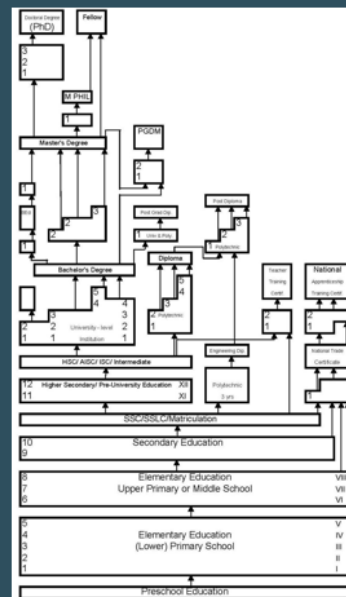 Doctoral Degree
(PhD)
Fellow
3
2
1
M PHIL
1
Master's Degree
PGDM
1
2
1
B.Ed
3
2
2
Post Diploma
Post Grad Dip
3
2
1 Polytechnic
1
1 Univ & Poly
Diploma
Bachelor's Degree
Teacher
Training
Certif.
National
Apprenticeship
Training Certif.
5
4
4
3
2
1
5
4
3
2
1
Polytechnic
3
2
1
2
1
University - level
Institution
2
1
2
1
HSC/ AISC/ ISC/ Intermediate
Engineering Dip
National Trade
Certificate
12 Higher Secondary/ Pre-University Education XII
11 XI
Polytechnic
3 yrs
1
SSC/SSLC/Matriculation
10 Secondary Education
9
8 Elementary Education VIII
7 Upper Primary or Middle School VII
6 VI
5 V
4 Elementary Education IV
3 (Lower) Primary School III
2 II
1 I
Preschool Education